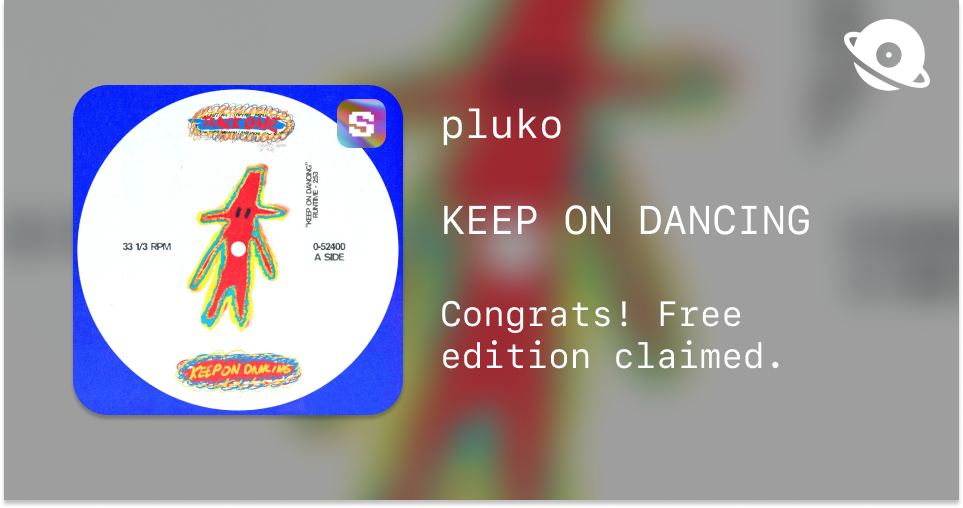 "KEEP ON DANCING"
RUNTIME - 2:53
33 1/3 RPM
0-52400
A SIDE
KEEP ON DANCING
S
pluko
KEEP ON DANCING
Congrats! Free
edition claimed.